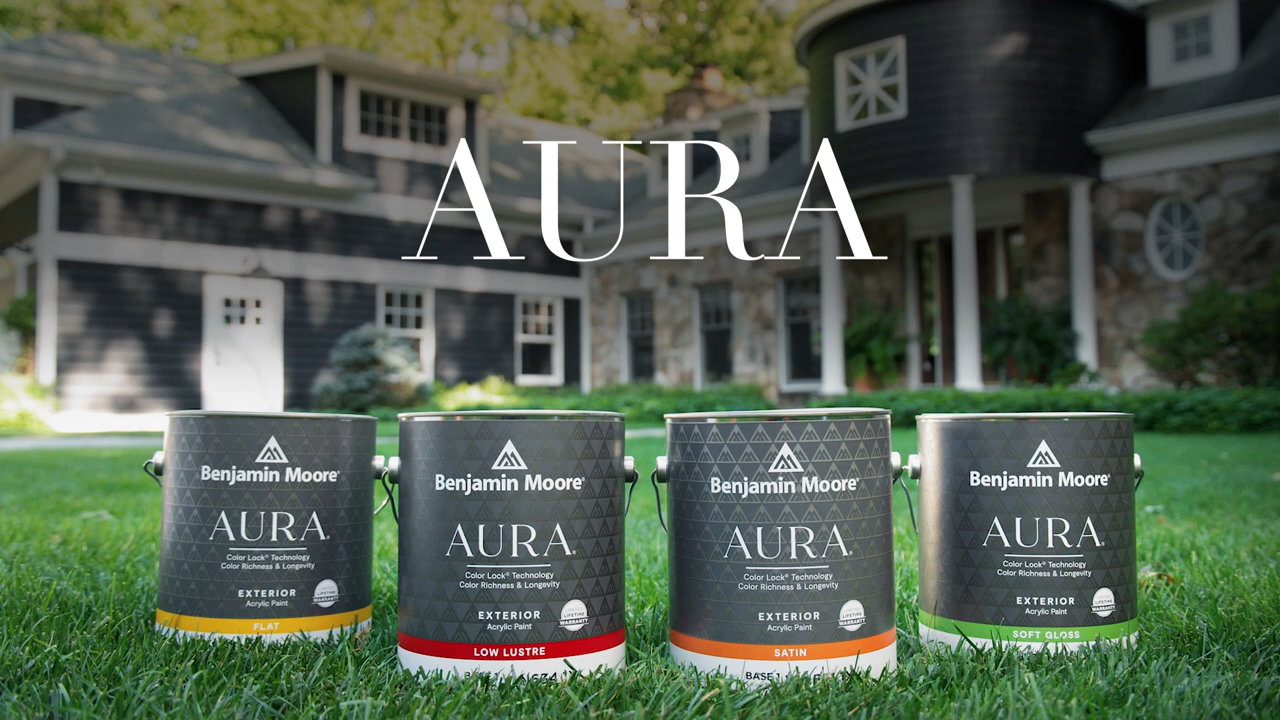 AURA
Benjamin Moore®
AURA®
Color Lock® Technology
Color Richness & Longevity
EXTERIOR
Acrylic Paint
LIFETIME
WARRANTY
FLAT
Benjamin Moore®
AURA®
Color Lock® Technology
Color Richness & Longevity
EXTERIOR
Acrylic Paint
LIFETIME
WARRANTY
LOW LUSTRE
Benjamin Moore®
AURA®
Color Lock® Technology
Color Richness & Longevity
EXTERIOR
Acrylic Paint
LIFETIME
WARRANTY
SATIN
BASE 1
Benjamin Moore®
AURA®
Color Lock® Technology
Color Richness & Longevity
EXTERIOR
Acrylic Paint
LIFETIME
WARRANTY
SOFT GLOSS